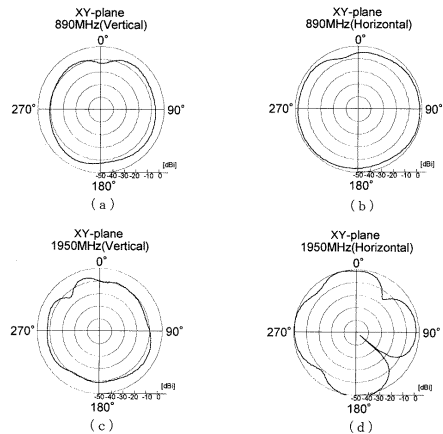 XY-plane
890MHz(Vertical)
0°
270°
90°
[dBi]
-50 -40 -30 -20 -10 0
180°
(a)
XY-plane
890MHz(Horizontal)
0°
270°
90°
[dBi]
-50 -40 -30 -20 -10 0
180°
(b)
XY-plane
1950MHz(Vertical)
0°
270°
90°
[dBi]
-50 -40 -30 -20 -10 0
180°
(c)
XY-plane
1950MHz(Horizontal)
0°
270°
90°
[dBi]
-50 -40 -30 -20 -10 0
180°
(d)